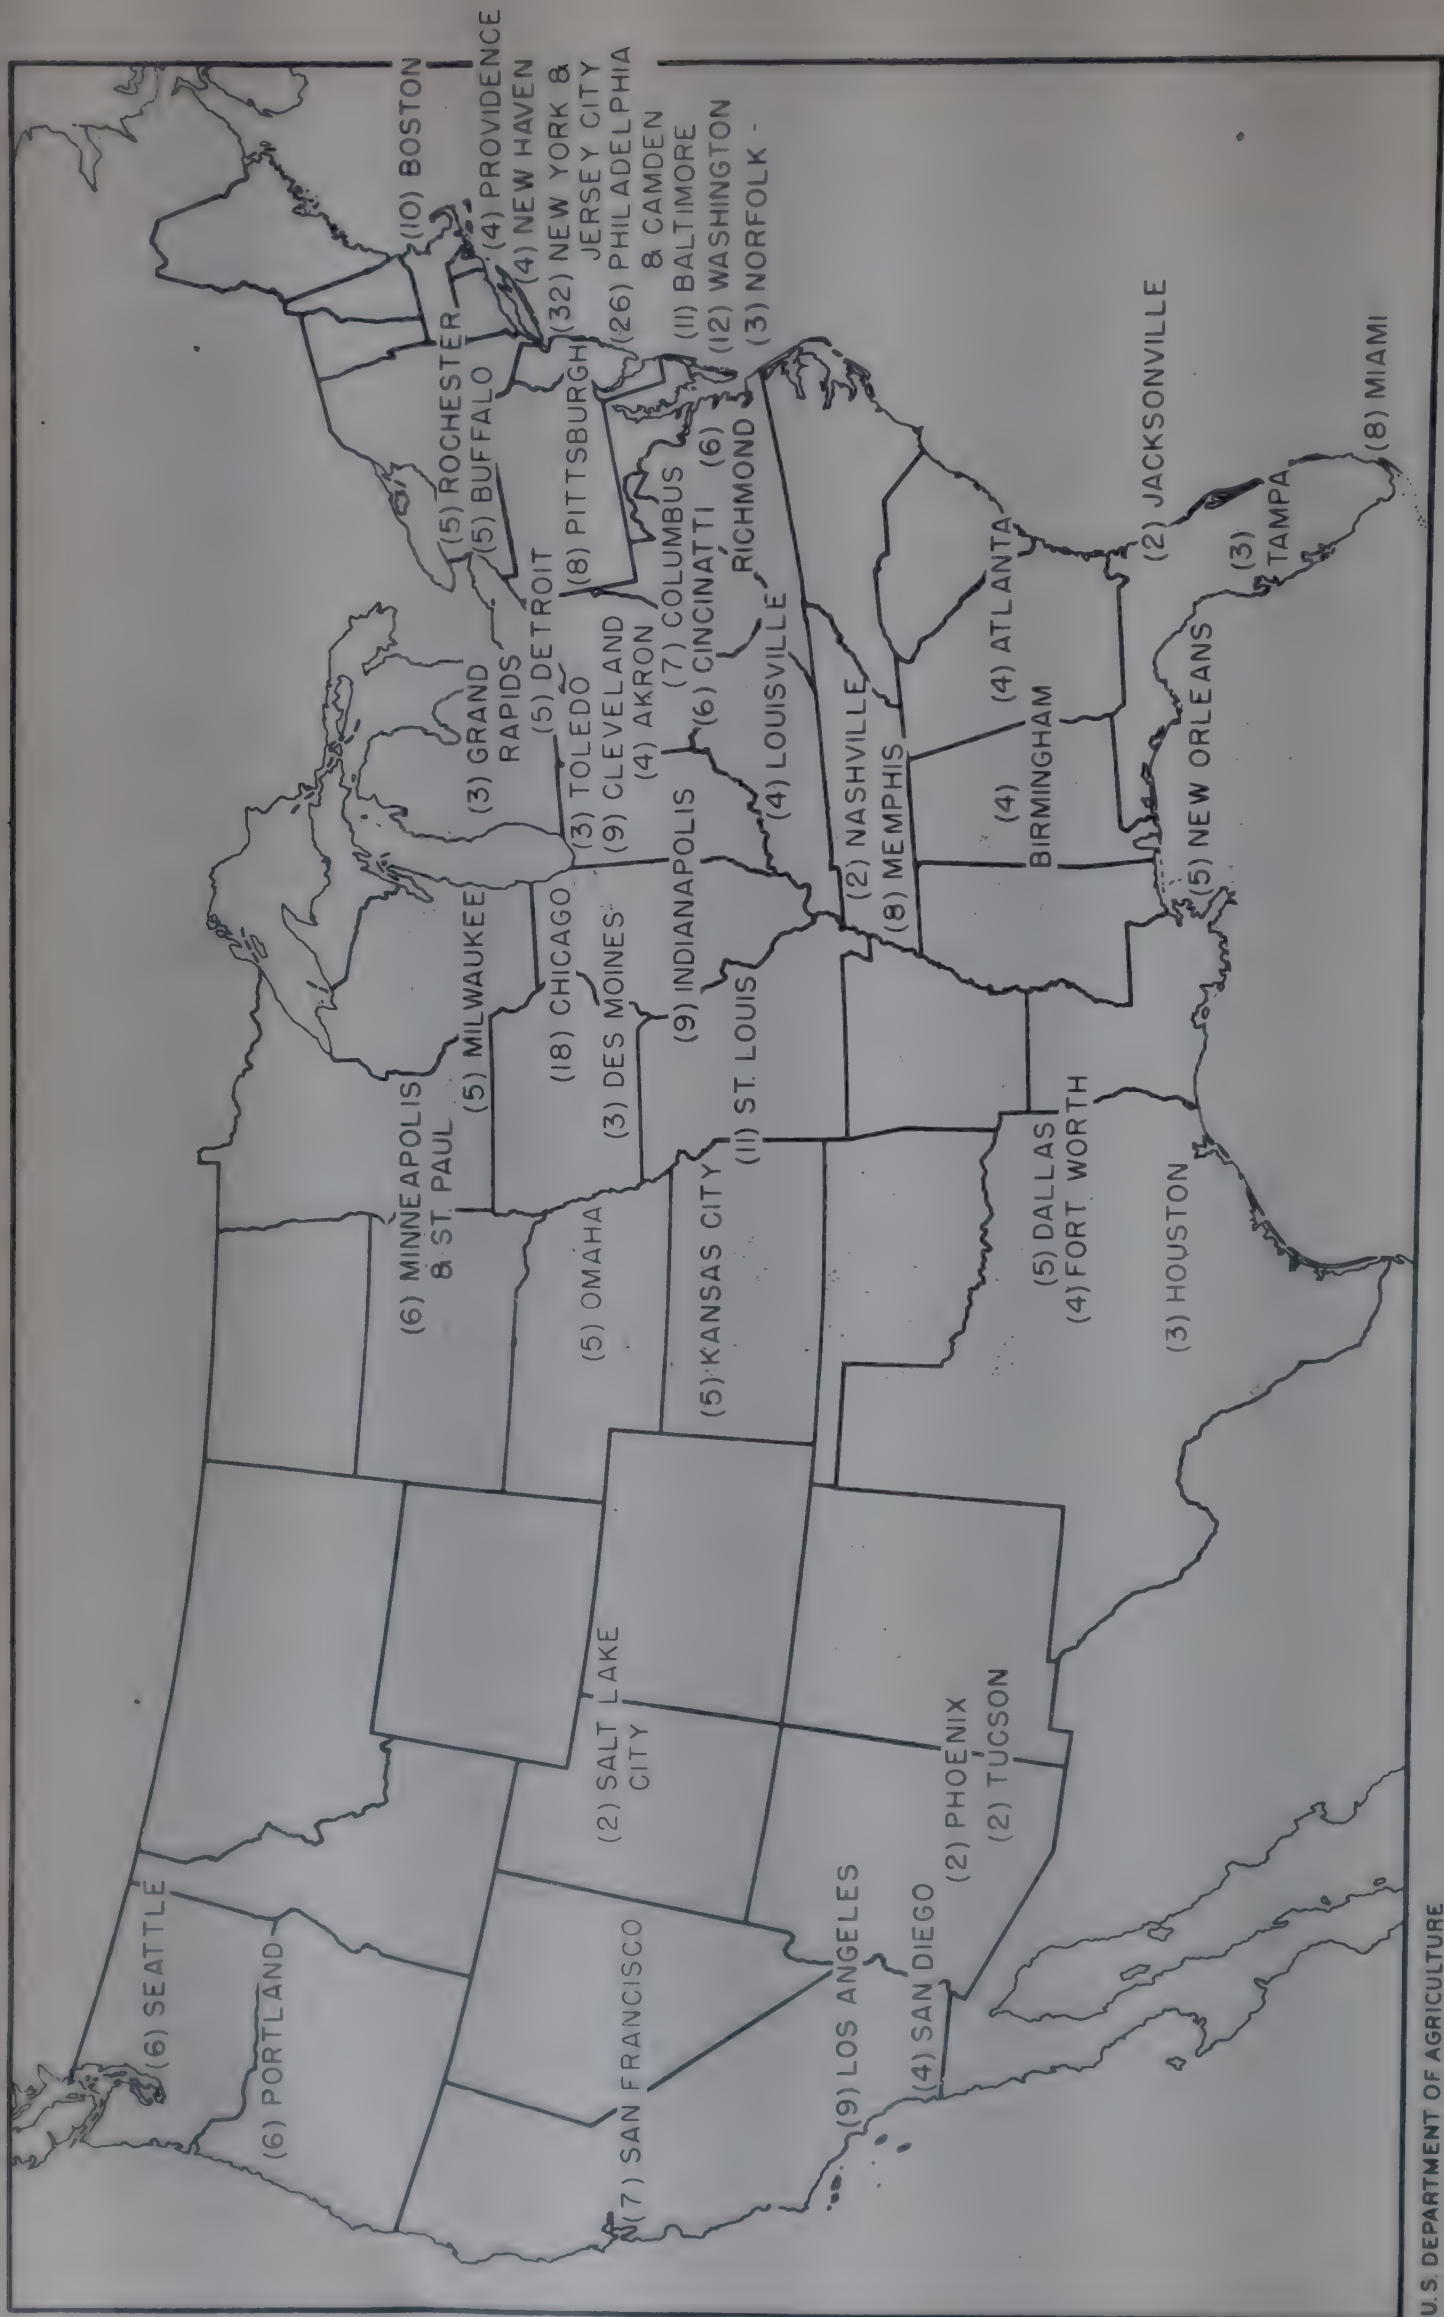 (6) SEATTLE
(6) PORTLAND
(7) SAN FRANCISCO
(9) LOS ANGELES
(4) SAN DIEGO
(2) SALT LAKE
CITY
(2) PHOENIX
(2) TUCSON
(6) MINNEAPOLIS
& ST. PAUL
(5) OMAHA
(5) KANSAS CITY
(5) DALLAS
(4) FORT WORTH
(3) HOUSTON
(5) MILWAUKEE
(18) CHICAGO
(3) DES MOINES
(9) INDIANAPOLIS
(11) ST. LOUIS
(3) GRAND
RAPIDS
(5) DETROIT
(3) TOLEDO
(9) CLEVELAND
(4) AKRON
(7) COLUMBUS
(6) CINCINATTI
(6)
RICHMOND
(4) LOUISVILLE
(2) NASHVILLE
(8) MEMPHIS
(4)
BIRMINGHAM
(4) ATLANTA
(5) NEW ORLEANS
(2) JACKSONVILLE
(3)
TAMPA
(8) MIAMI
(5) ROCHESTER
(5) BUFFALO
(8) PITTSBURGH
(10) BOSTON
(4) PROVIDENCE
(4) NEW HAVEN
(32) NEW YORK &
JERSEY CITY
(26) PHILADELPHIA
& CAMDEN
(11) BALTIMORE
(12) WASHINGTON
(3) NORFOLK -
U.S. DEPARTMENT OF AGRICULTURE